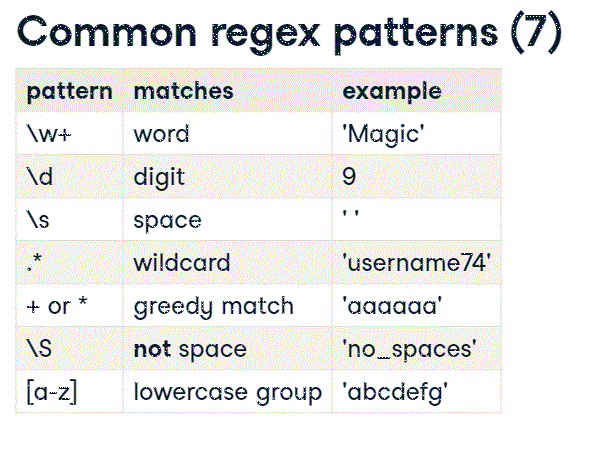 Common regex patterns (7)
pattern matches example
\w+ word 'Magic'
\d digit 9
\s space ' '
.* wildcard 'username74'
+ or * greedy match 'aaaaaa'
\S not space 'no_spaces'
[a-z] lowercase group 'abcdefg'